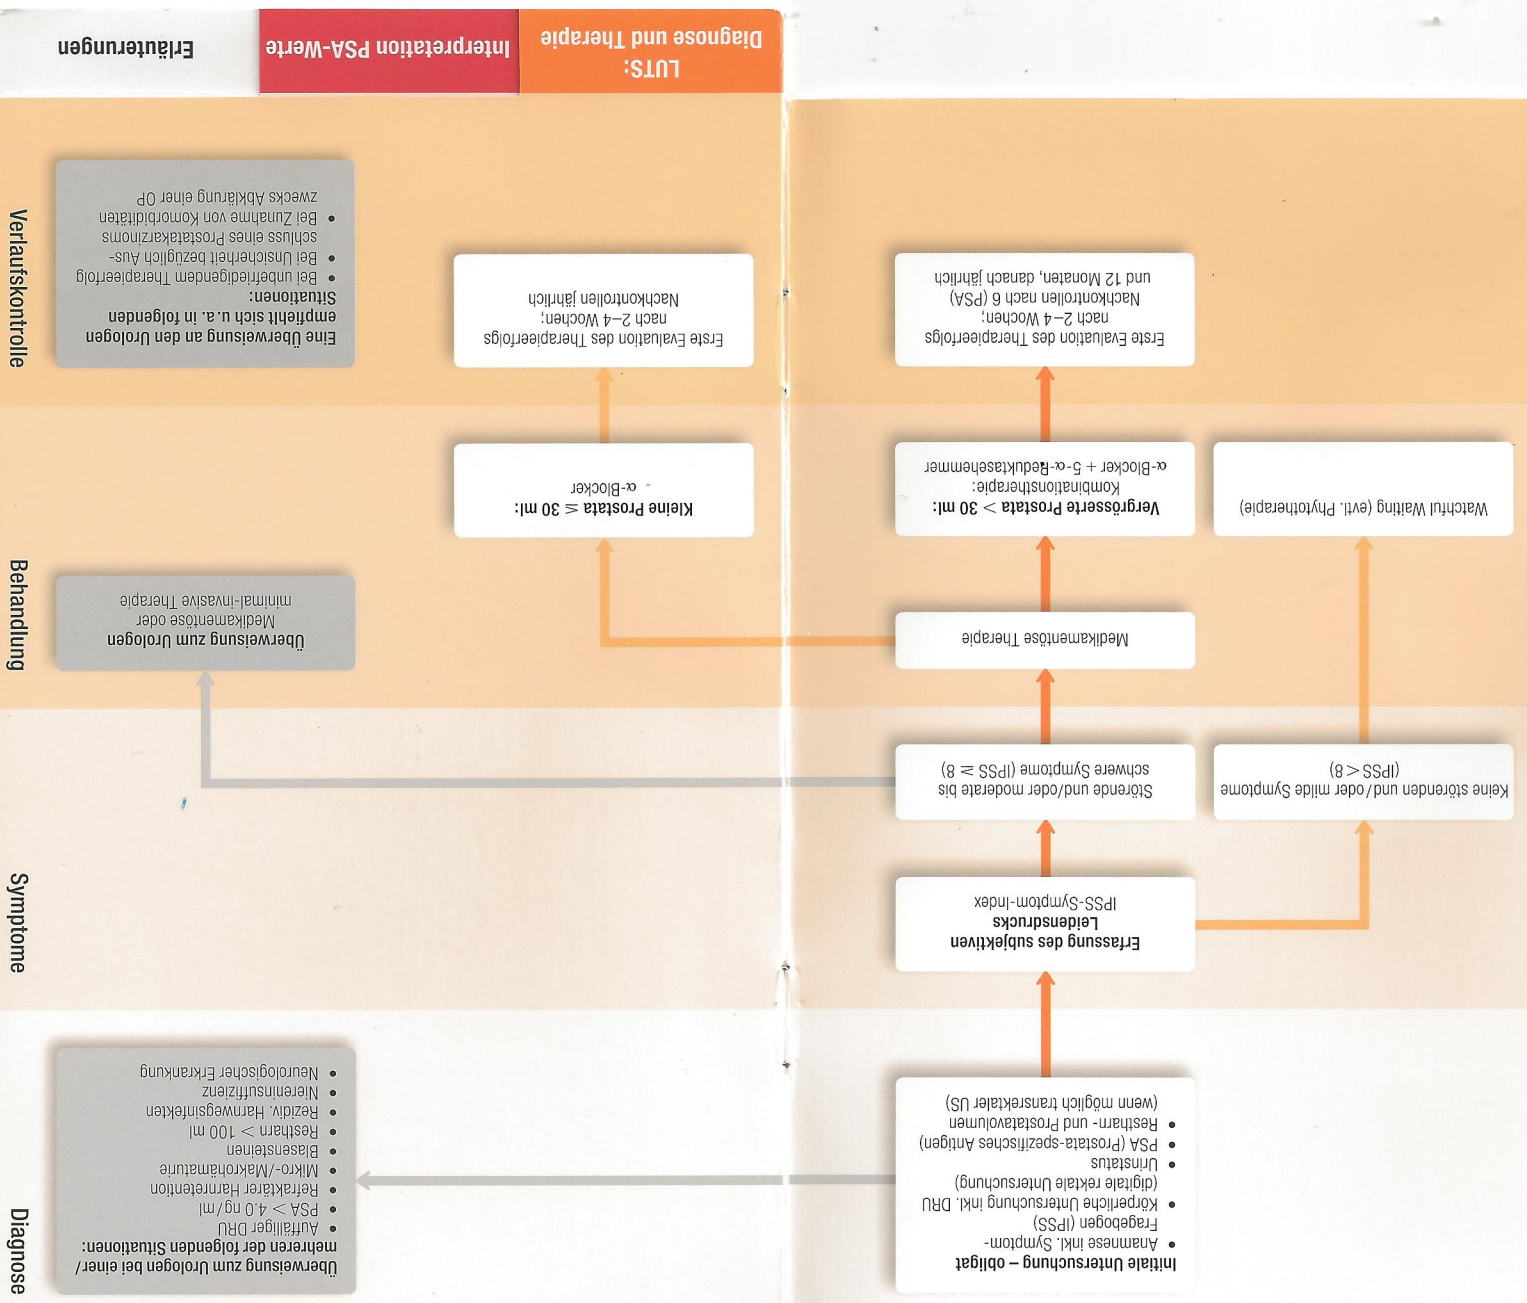 Diagnose
Initiale Untersuchung – obligat
• Anamnese inkl. Symptom-
Fragebogen (IPSS)
• Körperliche Untersuchung inkl. DRU
(digitale rektale Untersuchung)
• Urinstatus
• PSA (Prostata-spezifisches Antigen)
• Restharn- und Prostatavolumen
(wenn möglich transrektaler US)
Überweisung zum Urologen bei einer/
mehreren der folgenden Situationen:
• Auffälliger DRU
• PSA > 4.0 ng/ml
• Refraktärer Harnretention
• Mikro-/Makrohämaturie
• Blasensteinen
• Restharn > 100 ml
• Rezidiv. Harnwegsinfekten
• Niereninsuffizienz
• Neurologischer Erkrankung
Symptome
Erfassung des subjektiven
Leidensdrucks
IPSS-Symptom-Index
Keine störenden und/oder milde Symptome
(IPSS < 8)
Störende und/oder moderate bis
schwere Symptome (IPSS ≥ 8)
Behandlung
Medikamentöse Therapie
Überweisung zum Urologen
Medikamentöse oder
minimal-invasive Therapie
Watchful Waiting (evtl. Phytotherapie)
Vergrösserte Prostata > 30 ml:
Kombinationstherapie:
α-Blocker + 5-α-Reduktasehemmer
Kleine Prostata ≤ 30 ml:
α-Blocker
Verlaufskontrolle
Erste Evaluation des Therapieerfolgs
nach 2–4 Wochen;
Nachkontrollen nach 6 (PSA)
und 12 Monaten, danach jährlich
Erste Evaluation des Therapieerfolgs
nach 2–4 Wochen;
Nachkontrollen jährlich
Eine Überweisung an den Urologen
empfiehlt sich u. a. in folgenden
Situationen:
• Bei unbefriedigendem Therapieerfolg
• Bei Unsicherheit bezüglich Aus-
schluss eines Prostatakarzinoms
• Bei Zunahme von Komorbiditäten
zwecks Abklärung einer OP
LUTS:
Diagnose und Therapie
Interpretation PSA-Werte
Erläuterungen